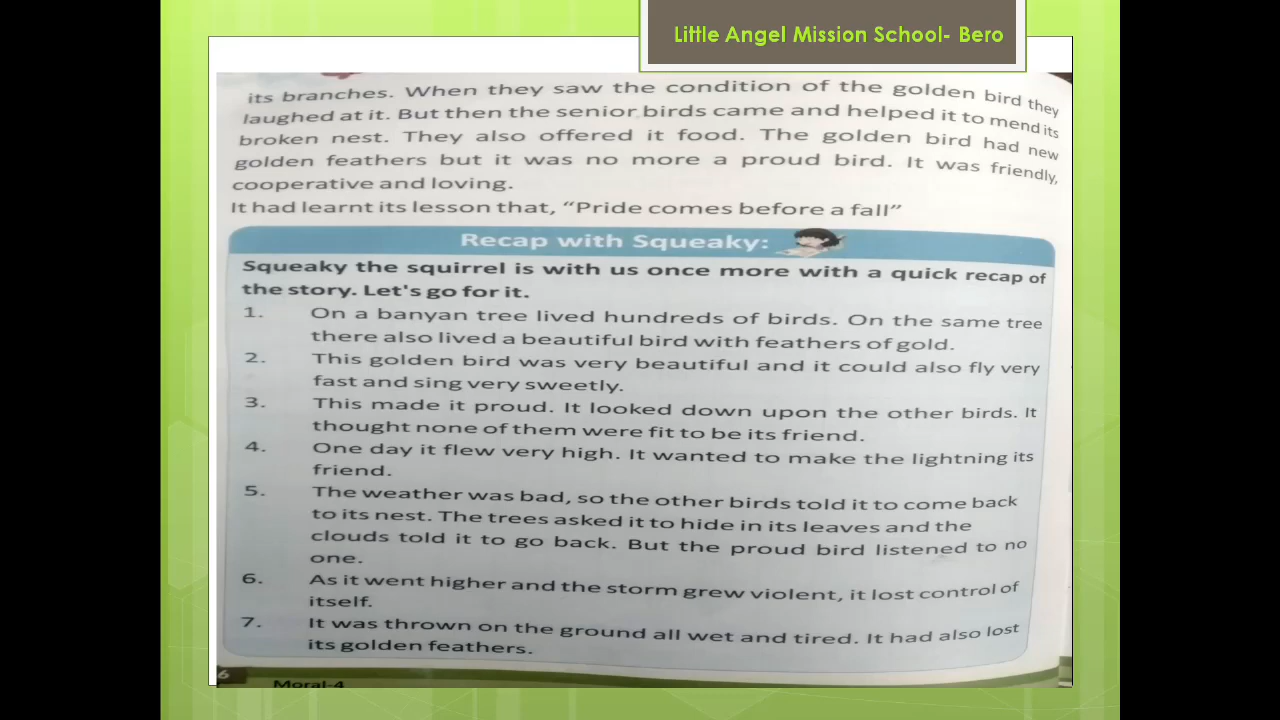 Little Angel Mission School- Bero
its branches. When they saw the condition of the golden bird they
laughed at it. But then the senior birds came and helped it to mend its
broken nest. They also offered it food. The golden bird had new
golden feathers but it was no more a proud bird. It was friendly,
cooperative and loving.
It had learnt its lesson that, “Pride comes before a fall”
Recap with Squeaky:
Squeaky the squirrel is with us once more with a quick recap of
the story. Let's go for it.
1. On a banyan tree lived hundreds of birds. On the same tree
there also lived a beautiful bird with feathers of gold.
2. This golden bird was very beautiful and it could also fly very
fast and sing very sweetly.
3. This made it proud. It looked down upon the other birds. It
thought none of them were fit to be its friend.
4. One day it flew very high. It wanted to make the lightning its
friend.
5. The weather was bad, so the other birds told it to come back
to its nest. The trees asked it to hide in its leaves and the
clouds told it to go back. But the proud bird listened to no
one.
6. As it went higher and the storm grew violent, it lost control of
itself.
7. It was thrown on the ground all wet and tired. It had also lost
its golden feathers.
6
Moral-4